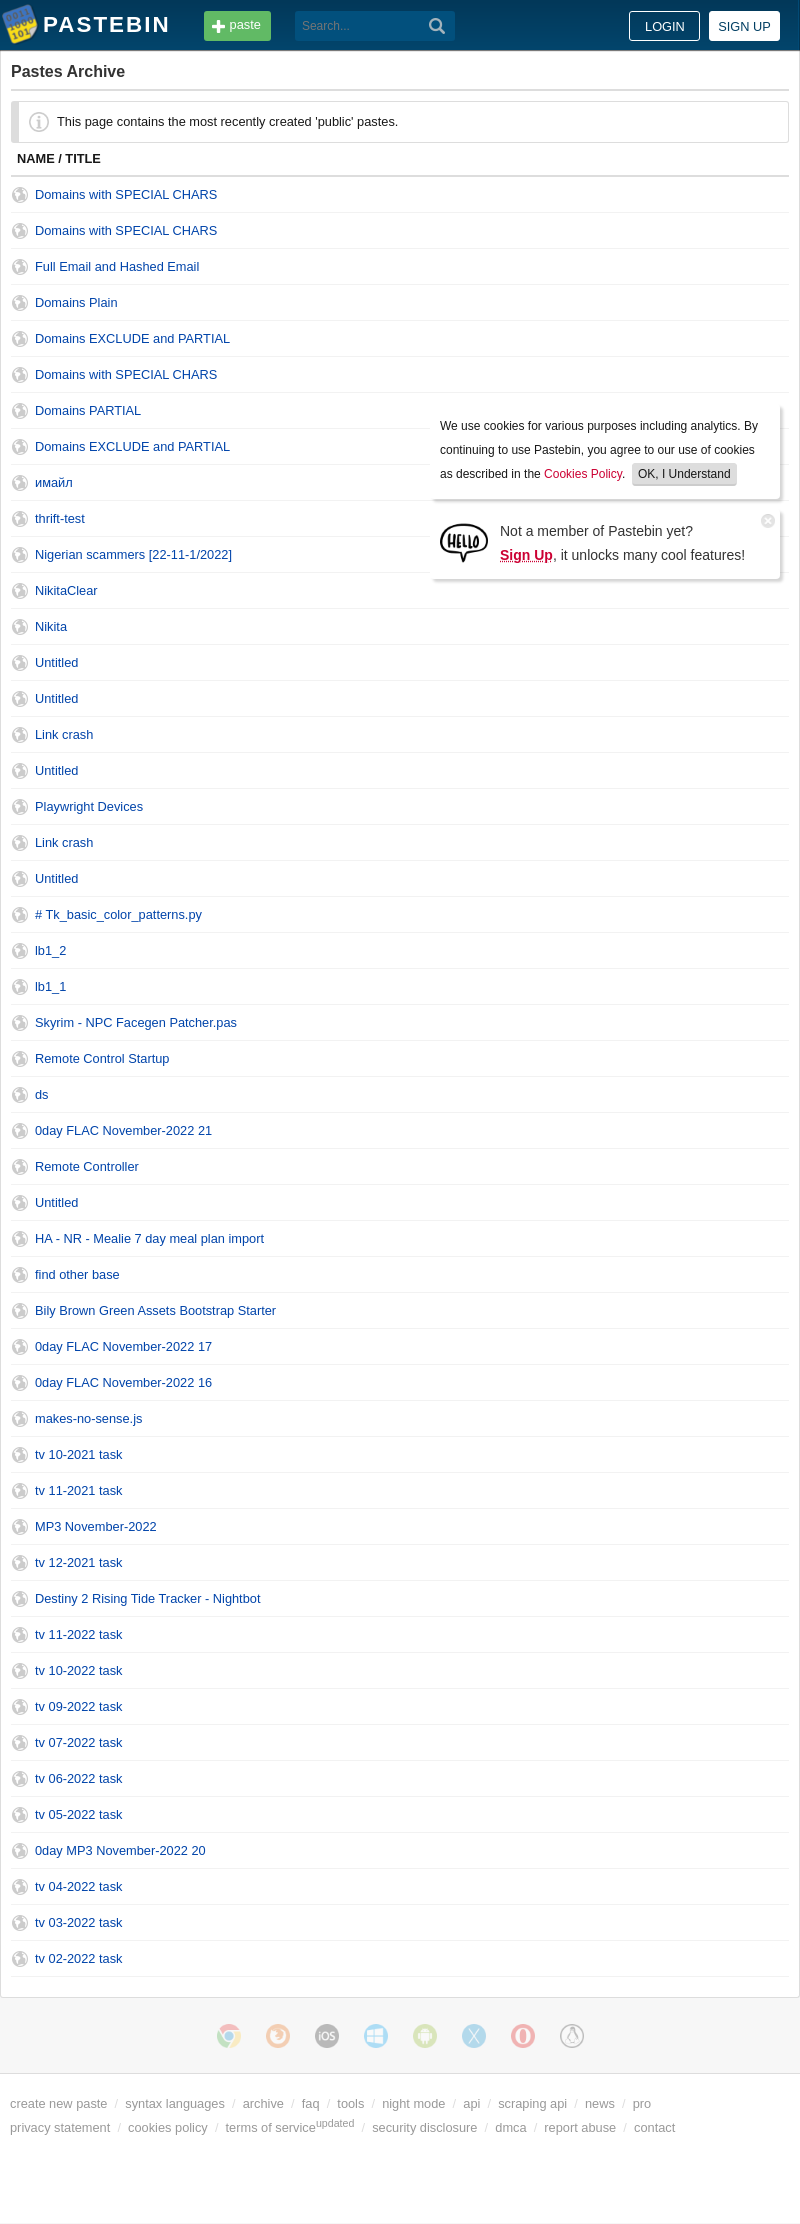 PASTEBIN paste Search... LOGIN SIGN UP
Pastes Archive
This page contains the most recently created 'public' pastes.
NAME / TITLE
Domains with SPECIAL CHARS
Domains with SPECIAL CHARS
Full Email and Hashed Email
Domains Plain
Domains EXCLUDE and PARTIAL
Domains with SPECIAL CHARS
Domains PARTIAL
Domains EXCLUDE and PARTIAL
имайл
thrift-test
Nigerian scammers [22-11-1/2022]
NikitaClear
Nikita
Untitled
Untitled
Link crash
Untitled
Playwright Devices
Link crash
Untitled
# Tk_basic_color_patterns.py
lb1_2
lb1_1
Skyrim - NPC Facegen Patcher.pas
Remote Control Startup
ds
0day FLAC November-2022 21
Remote Controller
Untitled
HA - NR - Mealie 7 day meal plan import
find other base
Bily Brown Green Assets Bootstrap Starter
0day FLAC November-2022 17
0day FLAC November-2022 16
makes-no-sense.js
tv 10-2021 task
tv 11-2021 task
MP3 November-2022
tv 12-2021 task
Destiny 2 Rising Tide Tracker - Nightbot
tv 11-2022 task
tv 10-2022 task
tv 09-2022 task
tv 07-2022 task
tv 06-2022 task
tv 05-2022 task
0day MP3 November-2022 20
tv 04-2022 task
tv 03-2022 task
tv 02-2022 task
We use cookies for various purposes including analytics. By
continuing to use Pastebin, you agree to our use of cookies
as described in the Cookies Policy. OK, I Understand
HELLO
Not a member of Pastebin yet?
Sign Up, it unlocks many cool features!
iOS
create new paste / syntax languages / archive / faq / tools / night mode / api / scraping api / news / pro
privacy statement / cookies policy / terms of service updated / security disclosure / dmca / report abuse / contact